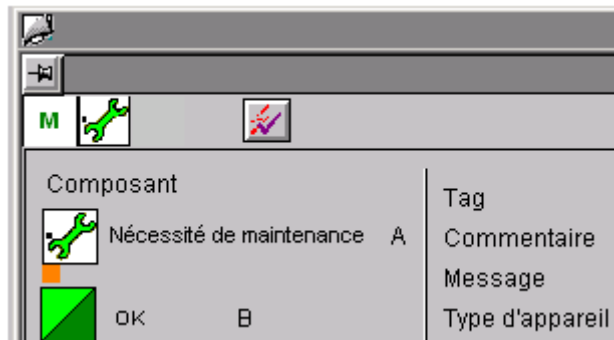 M
Composant
Nécessité de maintenance A
OK B
Tag
Commentaire
Message
Type d'appareil